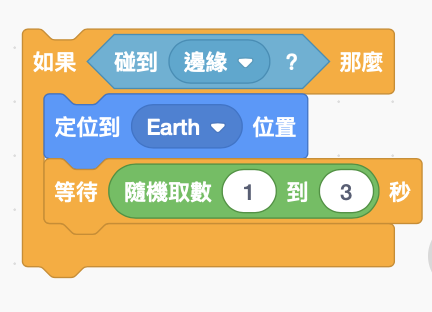 如果 碰到 邊緣 ? 那麼
定位到 Earth 位置
等待 隨機取數 1 到 3 秒